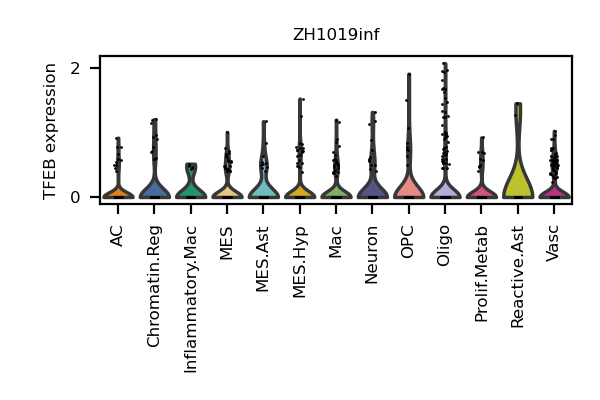 ZH1019inf
TFEB expression
2
0
AC
Chromatin.Reg
Inflammatory.Mac
MES
MES.Ast
MES.Hyp
Mac
Neuron
OPC
Oligo
Prolif.Metab
Reactive.Ast
Vasc